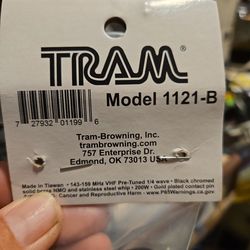 TRAM®
Model 1121-B
7 27932 01199 6
Tram-Browning, Inc.
trambrowning.com
757 Enterprise Dr.
Edmond, OK 73013 USA
Made in Taiwan • 143-159 MHz VHF Pre-Tuned 1/4 wave • Black chromed
solid brass NMO and stainless steel whip • 200W • Gold plated contact pin
Cancer and Reproductive Harm - www.P65Warnings.ca.gov